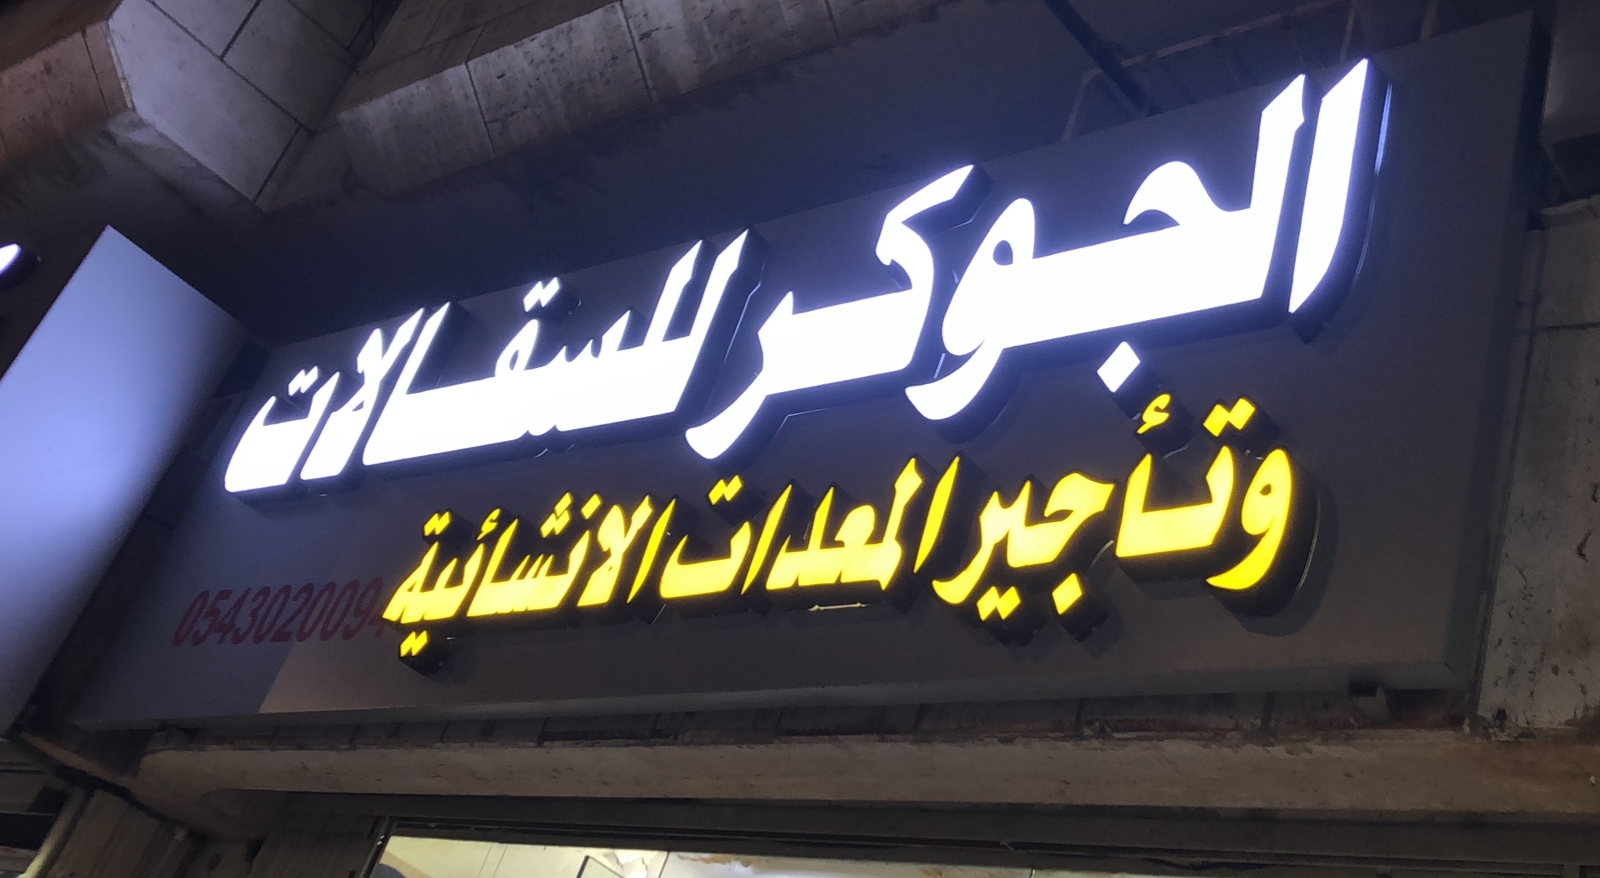 الجوكر للسقالات
وتأجير المعدات الانشائية
0543020094